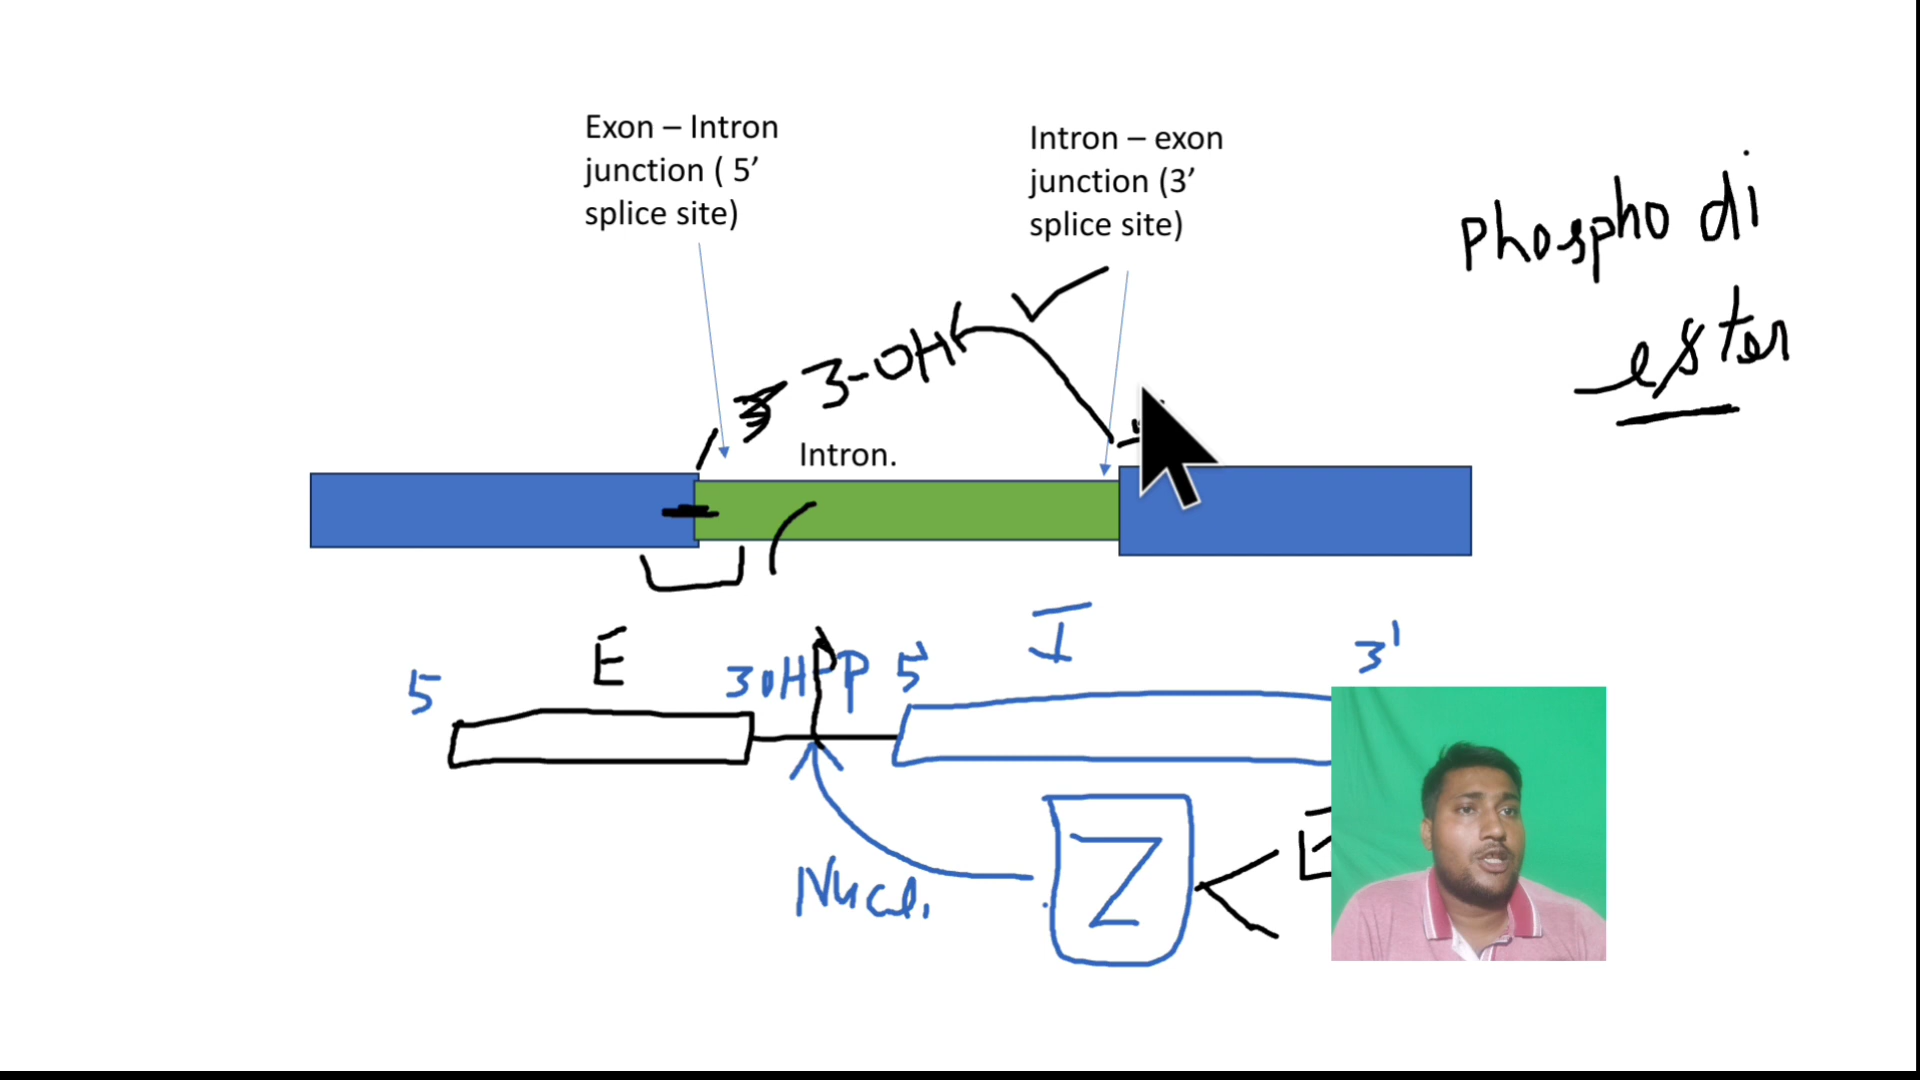 Exon – Intron
junction ( 5’
splice site)
Intron – exon
junction (3’
splice site)
Phospho di
ester
3-OH
Intron.
E
I
5
3OH
P
P
5'
3'
Nucl.
Z
E